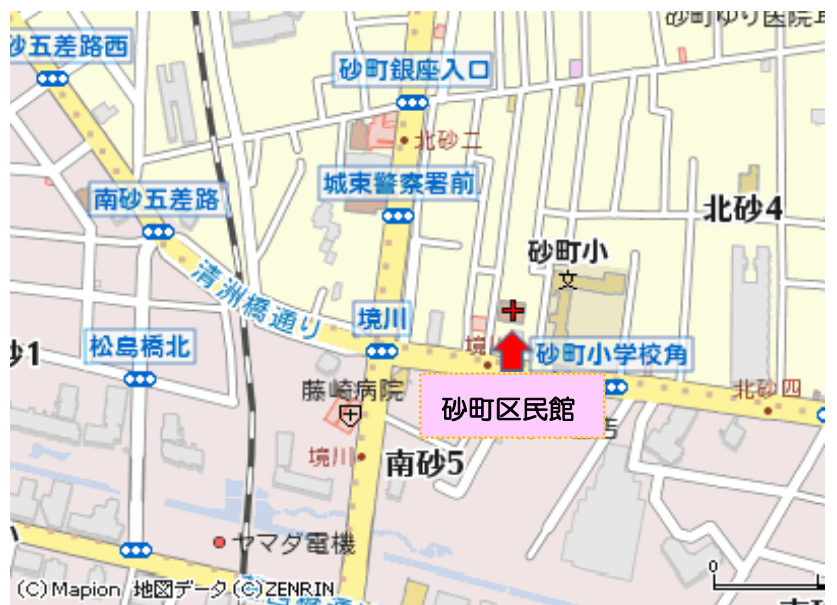 砂町ゆり医院
砂五差路西
砂町銀座入口
北砂二
城東警察署前
南砂五差路
北砂4
砂町小
文
清洲橋通り
境川
松島橋北
砂町小学校角
藤崎病院
砂町区民館
北砂四
店
境川
南砂5
ヤマダ電機
0
(C)Mapion 地図データ(C)ZENRIN